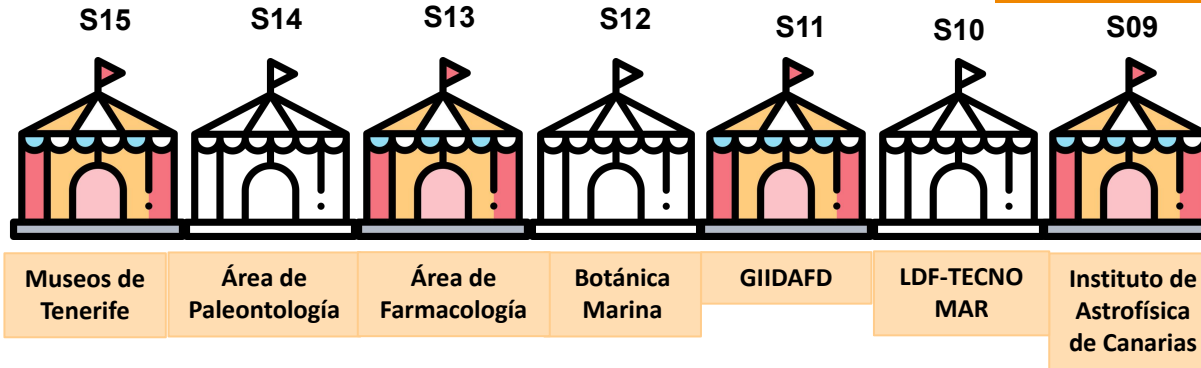 S15 S14 S13 S12 S11 S10 S09
Museos de
Tenerife
Área de
Paleontología
Área de
Farmacología
Botánica
Marina
GIIDAFD
LDF-TECNO
MAR
Instituto de
Astrofísica
de Canarias